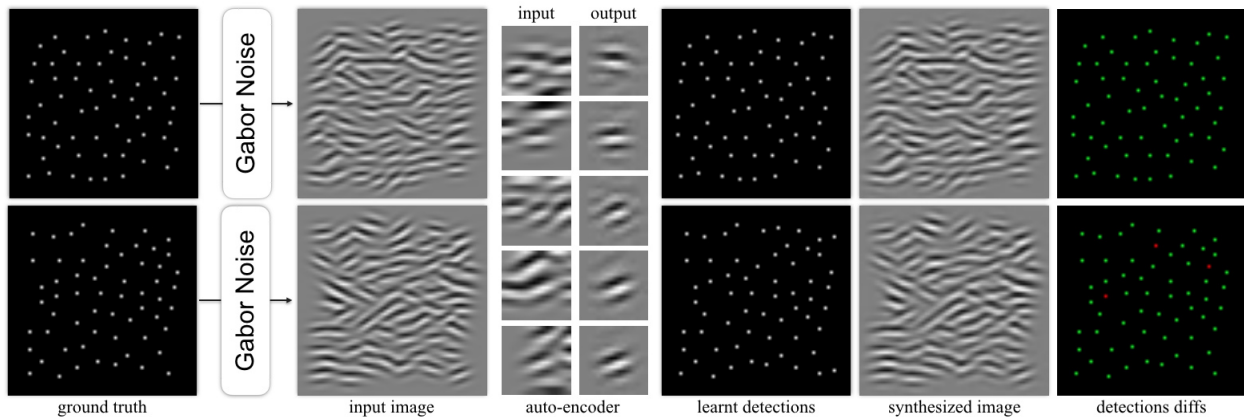 input output
Gabor Noise
Gabor Noise
ground truth input image auto-encoder learnt detections synthesized image detections diffs